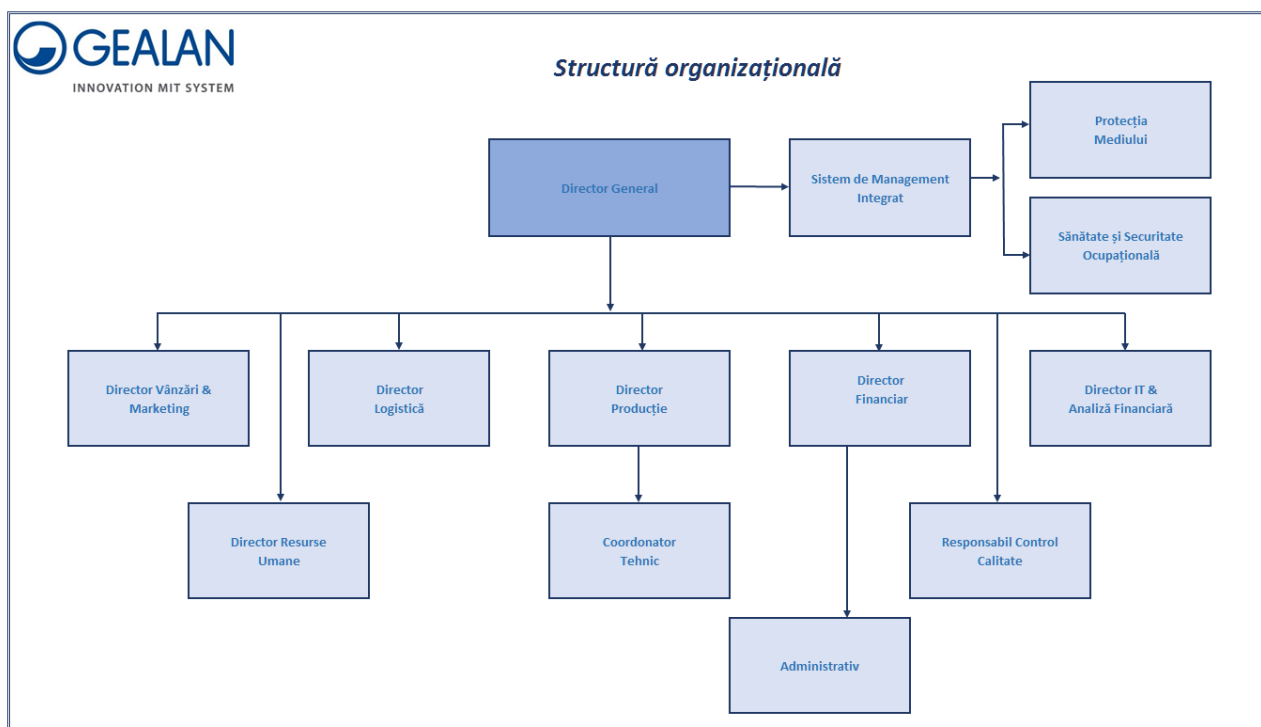 GEALAN
INNOVATION MIT SYSTEM
Structură organizațională
Protecția
Mediului
Director General
Sistem de Management
Integrat
Sănătate și Securitate
Ocupațională
Director Vânzări &
Marketing
Director
Logistică
Director
Producție
Director
Financiar
Director IT &
Analiză Financiară
Director Resurse
Umane
Coordonator
Tehnic
Responsabil Control
Calitate
Administrativ